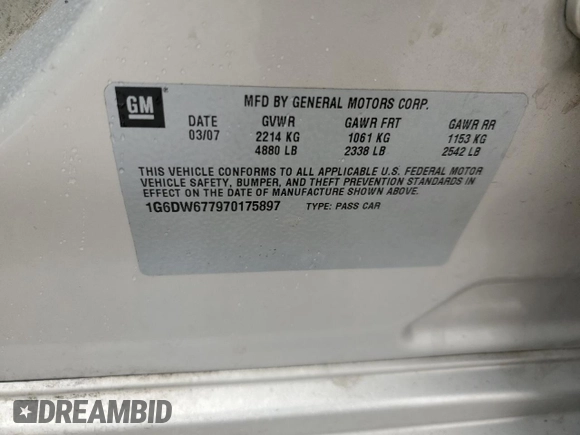 GM
MFD BY GENERAL MOTORS CORP.
DATE GVWR GAWR FRT GAWR RR
03/07 2214 KG 1061 KG 1153 KG
4880 LB 2338 LB 2542 LB
THIS VEHICLE CONFORMS TO ALL APPLICABLE U.S. FEDERAL MOTOR
VEHICLE SAFETY, BUMPER, AND THEFT PREVENTION STANDARDS IN
EFFECT ON THE DATE OF MANUFACTURE SHOWN ABOVE.
1G6DW677970175897 TYPE: PASS CAR
DREAMBID